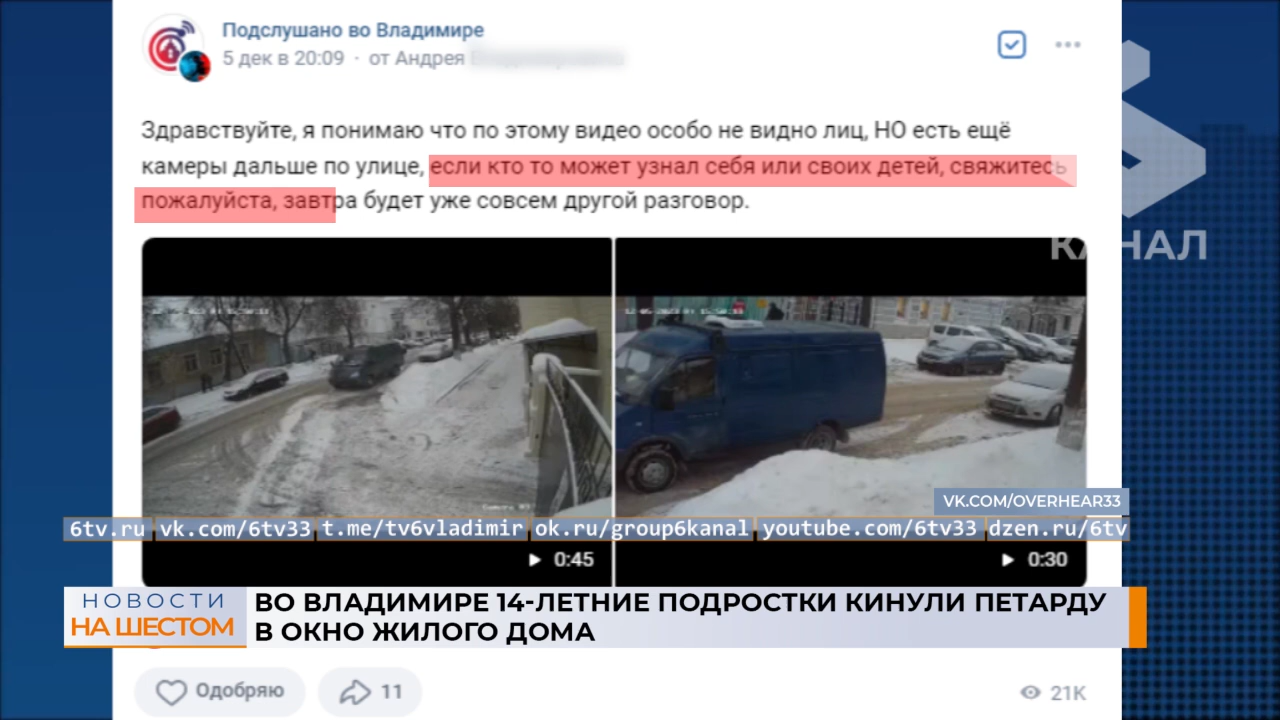 Подслушано во Владимире
5 дек в 20:09 · от Андрея
Здравствуйте, я понимаю что по этому видео особо не видно лиц, НО есть ещё
камеры дальше по улице, если кто то может узнал себя или своих детей, свяжитесь
пожалуйста, завтра будет уже совсем другой разговор.
КАНАЛ
VK.COM/OVERHEAR33
6tv.ru vk.com/6tv33 t.me/tv6vladimir ok.ru/group6kanal youtube.com/6tv33 dzen.ru/6tv
0:45
0:30
НОВОСТИ
НА ШЕСТОМ
ВО ВЛАДИМИРЕ 14-ЛЕТНИЕ ПОДРОСТКИ КИНУЛИ ПЕТАРДУ
В ОКНО ЖИЛОГО ДОМА
Одобряю
11
21K